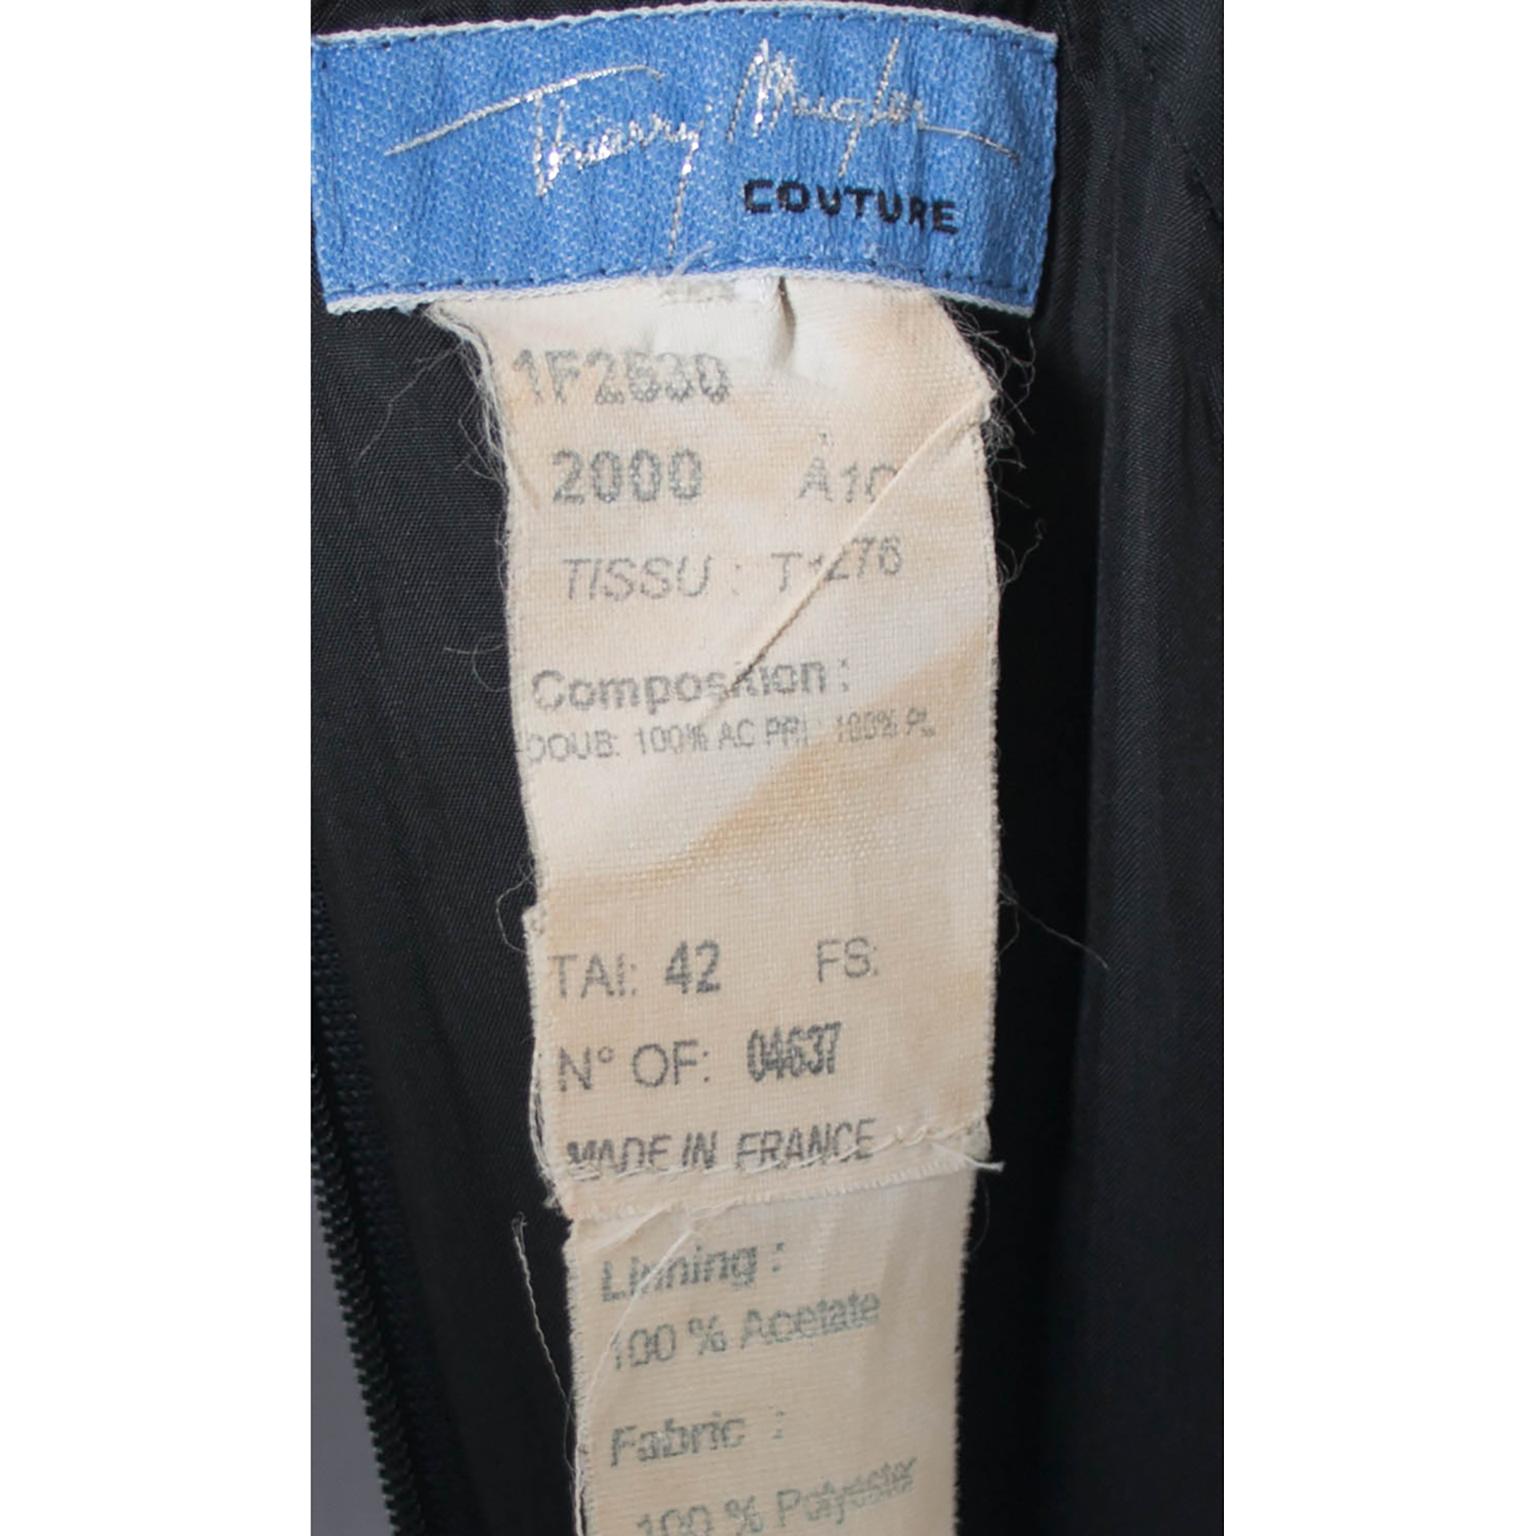 Thierry Mugler
COUTURE
1F2530
2000 A10
TISSU : T1276
Composition :
DOUB: 100% AC PRI : 100% PL
TAI: 42 FS:
N° OF: 04637
MADE IN FRANCE
Linning :
100 % Acetate
Fabric :
100 % Polyester